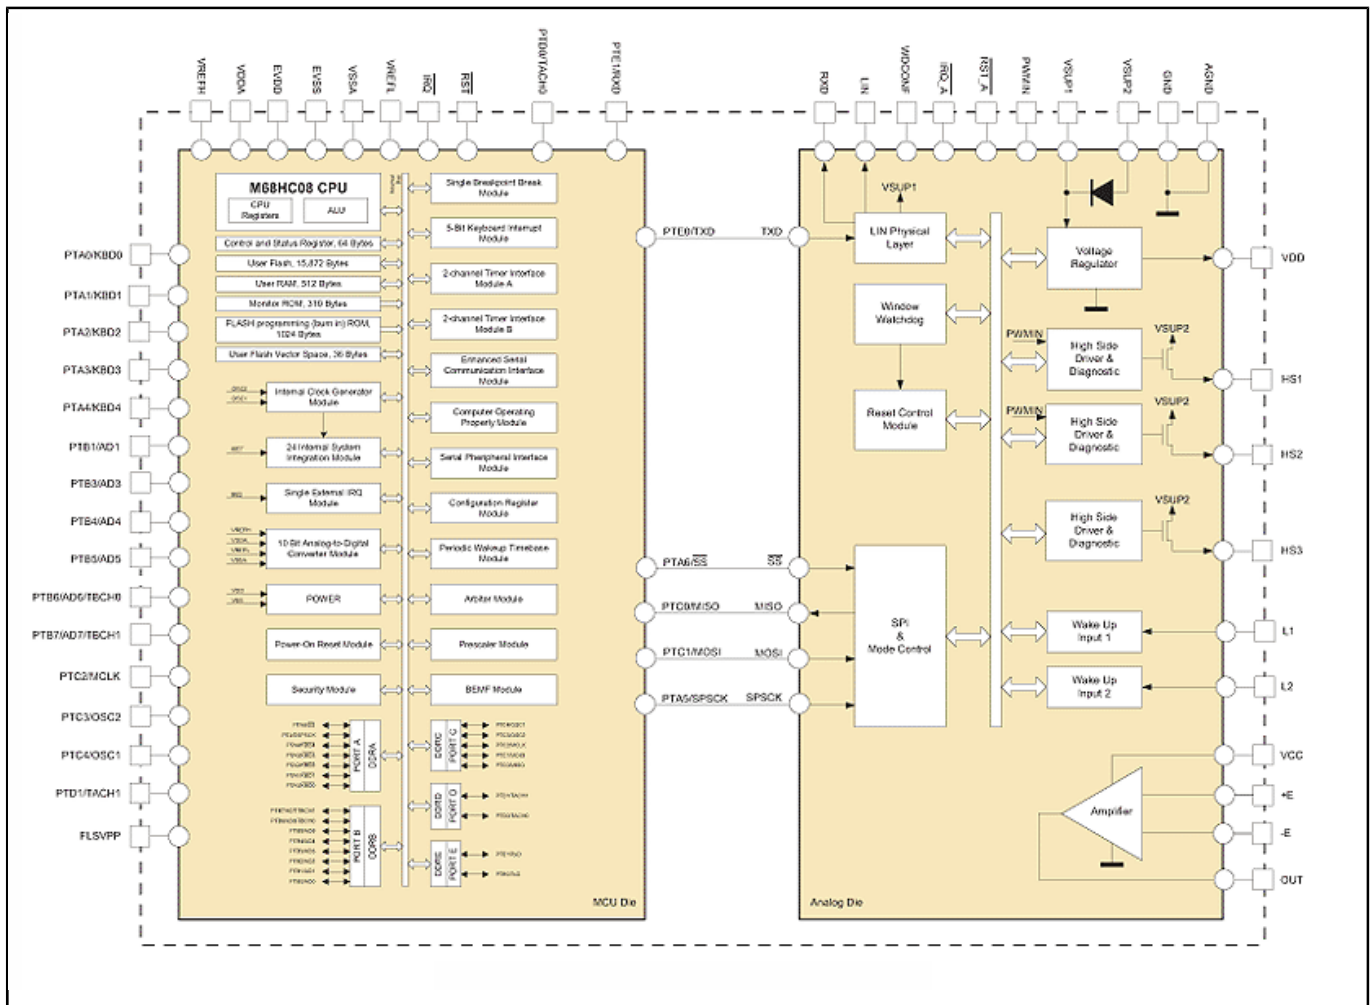 VREFH
VDDA
EVDD
EVSS
VSSA
VREFL
IRQ
RST
PTD0/TACH0
PTE1/RXD
RXD
LIN
WDCONF
IRQ_A
RST_A
PWMIN
VSUP1
VSUP2
GND
AGND
PTA0/KBD0
PTA1/KBD1
PTA2/KBD2
PTA3/KBD3
PTA4/KBD4
PTB1/AD1
PTB3/AD3
PTB4/AD4
PTB5/AD5
PTB6/AD6/TBCH0
PTB7/AD7/TBCH1
PTC2/MCLK
PTC3/OSC2
PTC4/OSC1
PTD1/TACH1
FLSVPP
M68HC08 CPU
CPU
Registers
ALU
Control and Status Register, 64 Bytes
User Flash, 15,872 Bytes
User RAM, 512 Bytes
Monitor ROM, 310 Bytes
FLASH programming (burn in) ROM,
1024 Bytes
User Flash Vector Space, 36 Bytes
Internal Clock Generator
Module
24 Internal System
Integration Module
Single External IRQ
Module
10 Bit Analog-to-Digital
Converter Module
POWER
Power-On Reset Module
Security Module
PORT A
DDRA
PORT B
DDRB
Single Breakpoint Break
Module
5-Bit Keyboard Interrupt
Module
2-channel Timer Interface
Module A
2-channel Timer Interface
Module B
Enhanced Serial
Communication Interface
Module
Computer Operating
Properly Module
Serial Pheripheral Interface
Module
Configuration Register
Module
Periodic Wakeup Timebase
Module
Arbiter Module
Prescaler Module
BEMF Module
DDRC
PORT C
DDRD
PORT D
DDRE
PORT E
MCU Die
PTE0/TXD
TXD
PTA6/SS
SS
PTC0/MISO
MISO
PTC1/MOSI
MOSI
PTA5/SPSCK
SPSCK
VSUP1
LIN Physical
Layer
Window
Watchdog
Reset Control
Module
SPI
&
Mode Control
Voltage
Regulator
PWMIN
High Side
Driver &
Diagnostic
VSUP2
PWMIN
High Side
Driver &
Diagnostic
VSUP2
High Side
Driver &
Diagnostic
VSUP2
Wake Up
Input 1
Wake Up
Input 2
Amplifier
Analog Die
VDD
HS1
HS2
HS3
L1
L2
VCC
+E
-E
OUT